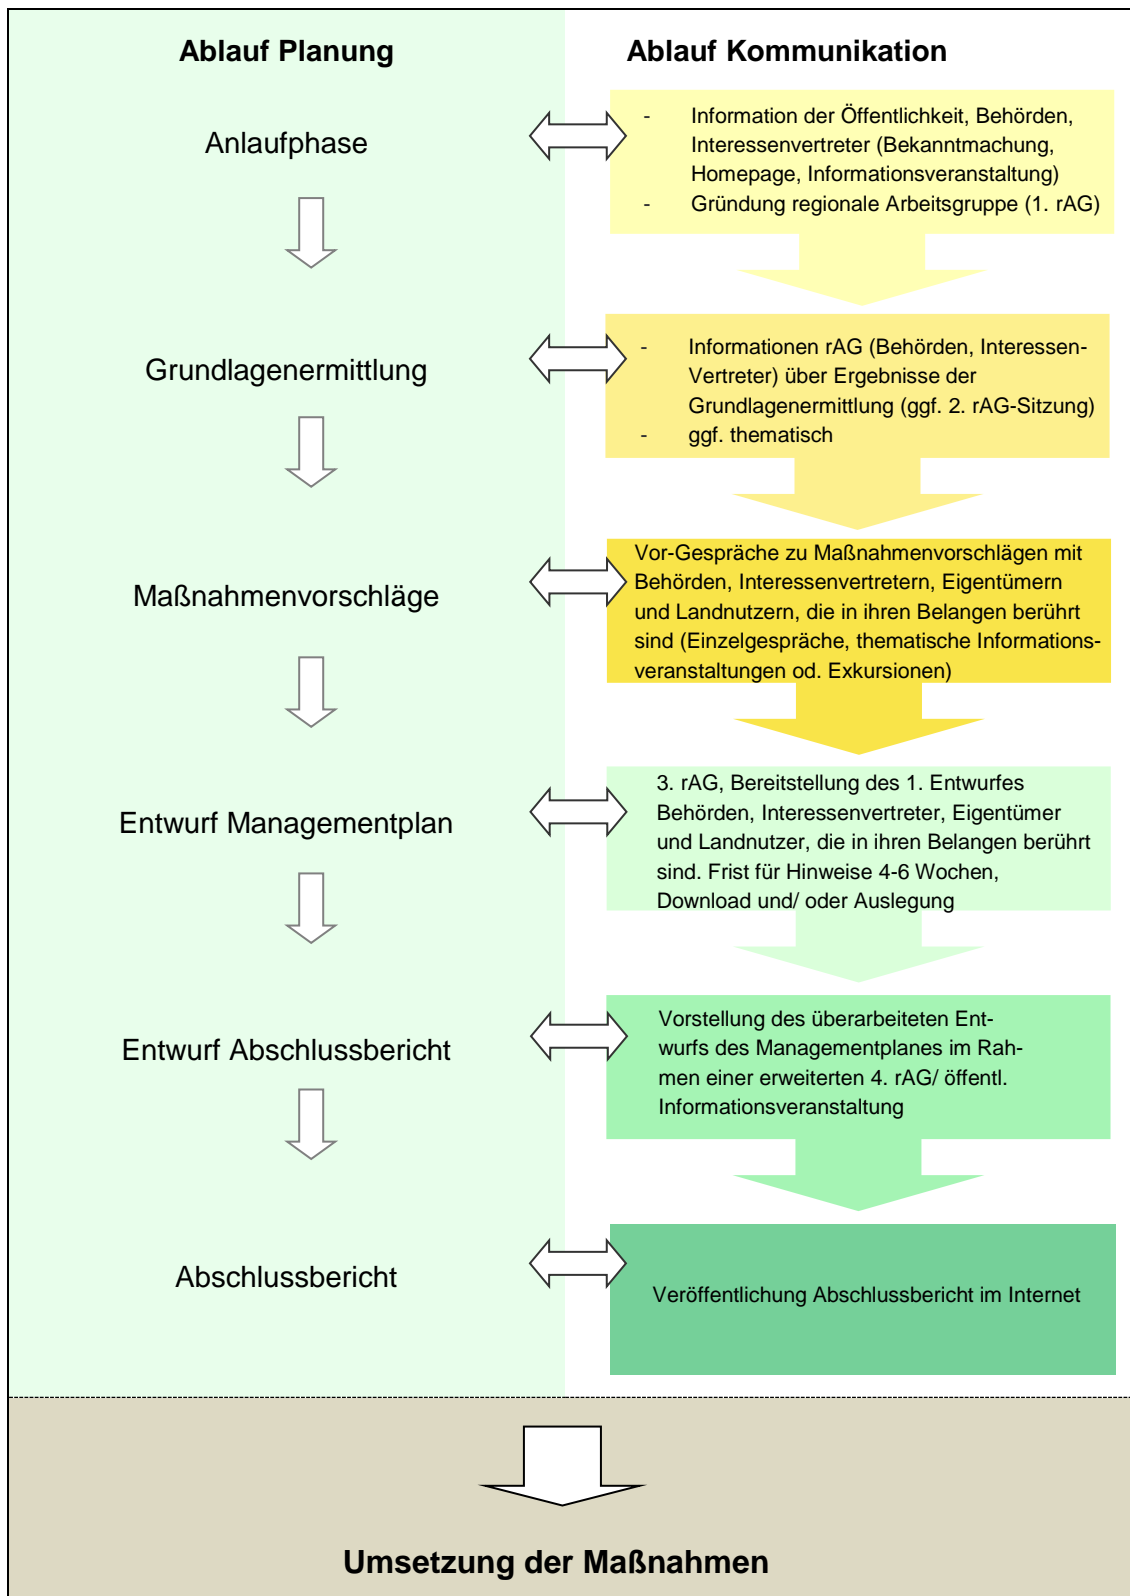 Ablauf Planung
Ablauf Kommunikation
Anlaufphase
- Information der Öffentlichkeit, Behörden,
Interessenvertreter (Bekanntmachung,
Homepage, Informationsveranstaltung)
- Gründung regionale Arbeitsgruppe (1. rAG)
Grundlagenermittlung
- Informationen rAG (Behörden, Interessen-
Vertreter) über Ergebnisse der
Grundlagenermittlung (ggf. 2. rAG-Sitzung)
- ggf. thematisch
Maßnahmenvorschläge
Vor-Gespräche zu Maßnahmenvorschlägen mit
Behörden, Interessenvertretern, Eigentümern
und Landnutzern, die in ihren Belangen berührt
sind (Einzelgespräche, thematische Informations-
veranstaltungen od. Exkursionen)
Entwurf Managementplan
3. rAG, Bereitstellung des 1. Entwurfes
Behörden, Interessenvertreter, Eigentümer
und Landnutzer, die in ihren Belangen berührt
sind. Frist für Hinweise 4-6 Wochen,
Download und/ oder Auslegung
Entwurf Abschlussbericht
Vorstellung des überarbeiteten Ent-
wurfs des Managementplanes im Rah-
men einer erweiterten 4. rAG/ öffentl.
Informationsveranstaltung
Abschlussbericht
Veröffentlichung Abschlussbericht im Internet
Umsetzung der Maßnahmen